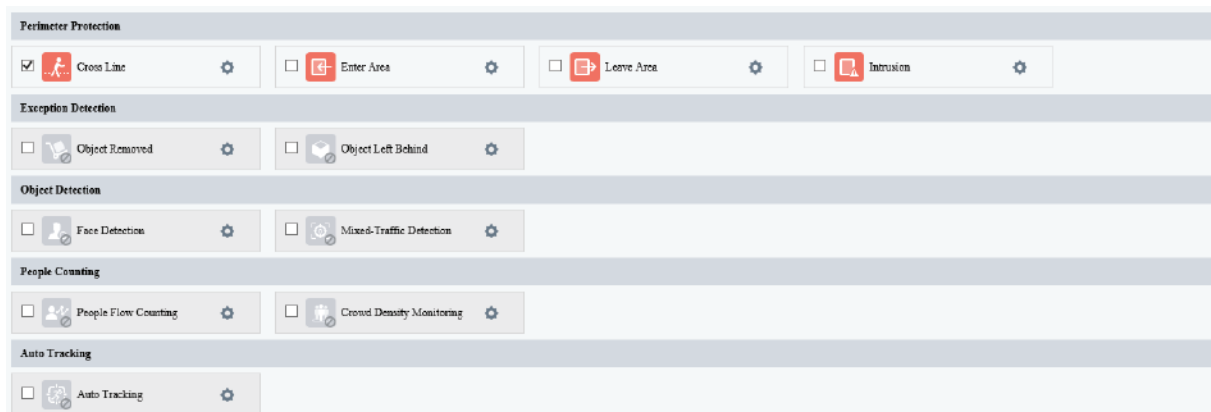 Perimeter Protection
Cross Line
Enter Area
Leave Area
Intrusion
Exception Detection
Object Removed
Object Left Behind
Object Detection
Face Detection
Mixed-Traffic Detection
People Counting
People Flow Counting
Crowd Density Monitoring
Auto Tracking
Auto Tracking